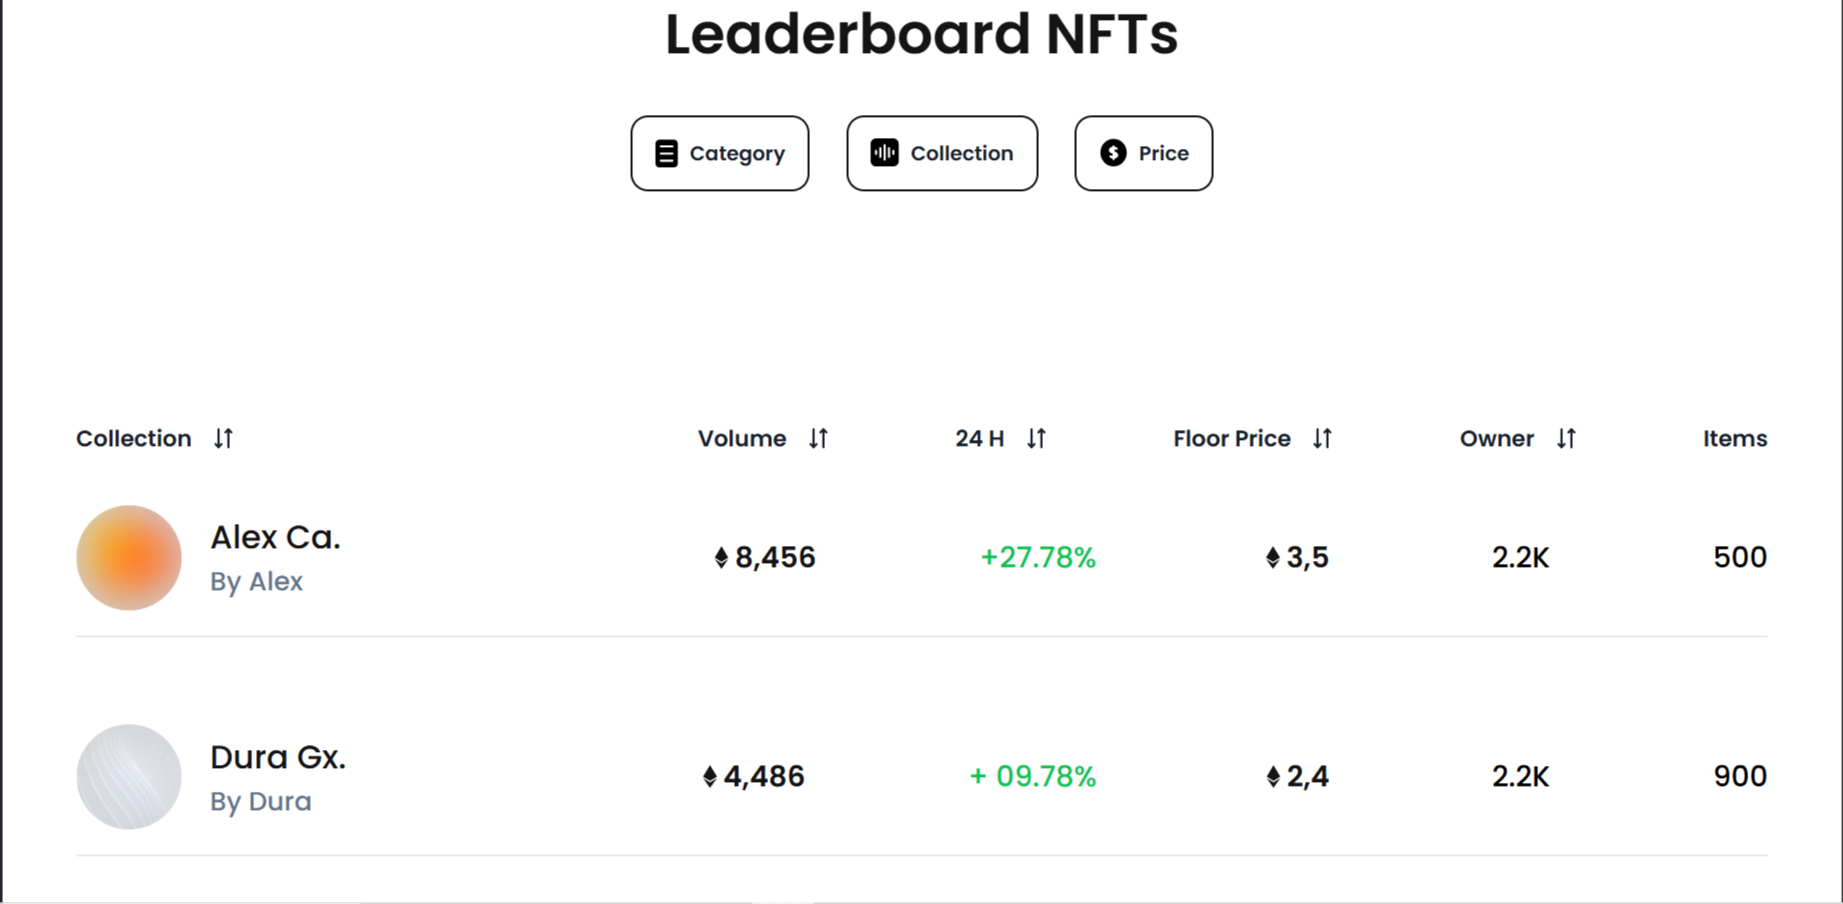 Leaderboard NFTs
Category Collection Price
Collection Volume 24 H Floor Price Owner Items
Alex Ca.
By Alex
8,456 +27.78% 3,5 2.2K 500
Dura Gx.
By Dura
4,486 + 09.78% 2,4 2.2K 900